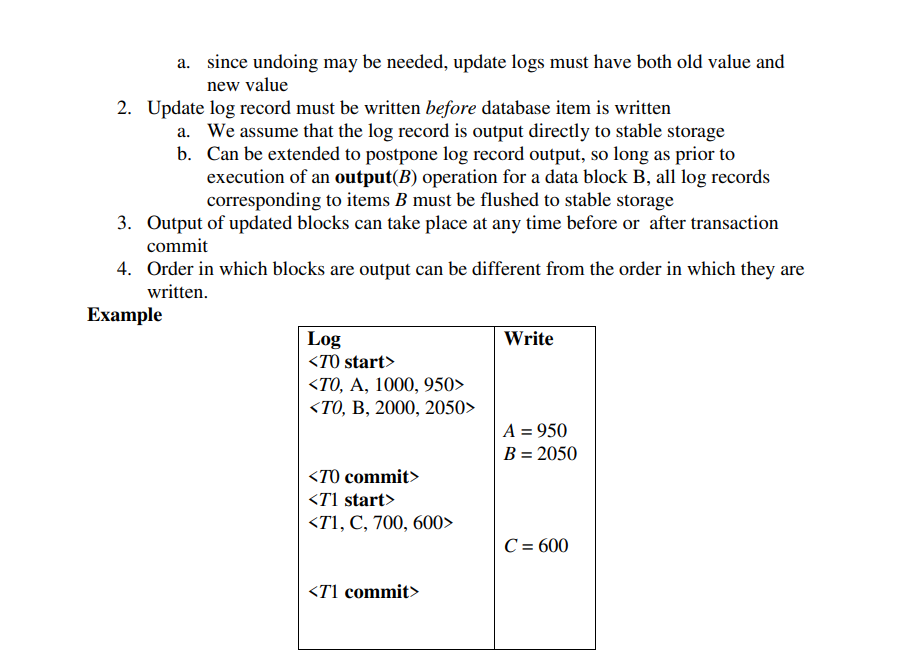 a. since undoing may be needed, update logs must have both old value and
new value
2. Update log record must be written before database item is written
a. We assume that the log record is output directly to stable storage
b. Can be extended to postpone log record output, so long as prior to
execution of an output(B) operation for a data block B, all log records
corresponding to items B must be flushed to stable storage
3. Output of updated blocks can take place at any time before or after transaction
commit
4. Order in which blocks are output can be different from the order in which they are
written.
Example
Log Write
<T0 start>
<T0, A, 1000, 950>
<T0, B, 2000, 2050>
A = 950
B = 2050
<T0 commit>
<T1 start>
<T1, C, 700, 600>
C = 600
<T1 commit>